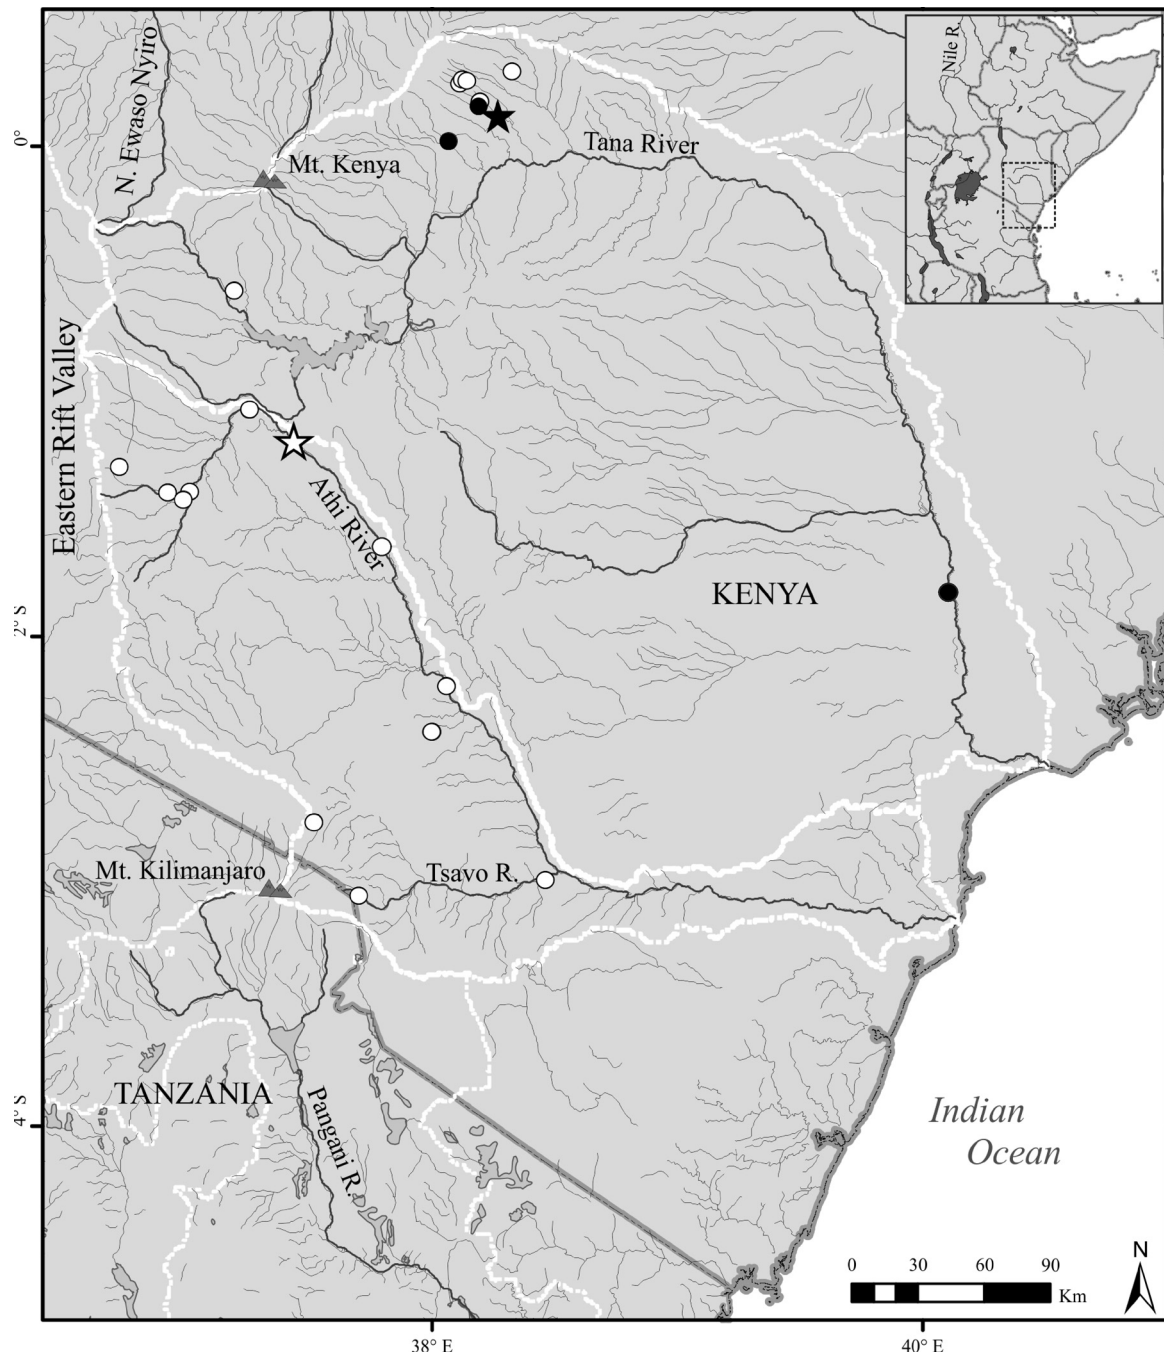 N. Ewaso Nyiro
Nile R.
0°
Mt. Kenya
Tana River
Eastern Rift Valley
Athi River
KENYA
2° S
Mt. Kilimanjaro
Tsavo R.
TANZANIA
Pangani R.
4° S
Indian
Ocean
N
0 30 60 90
Km
38° E
40° E